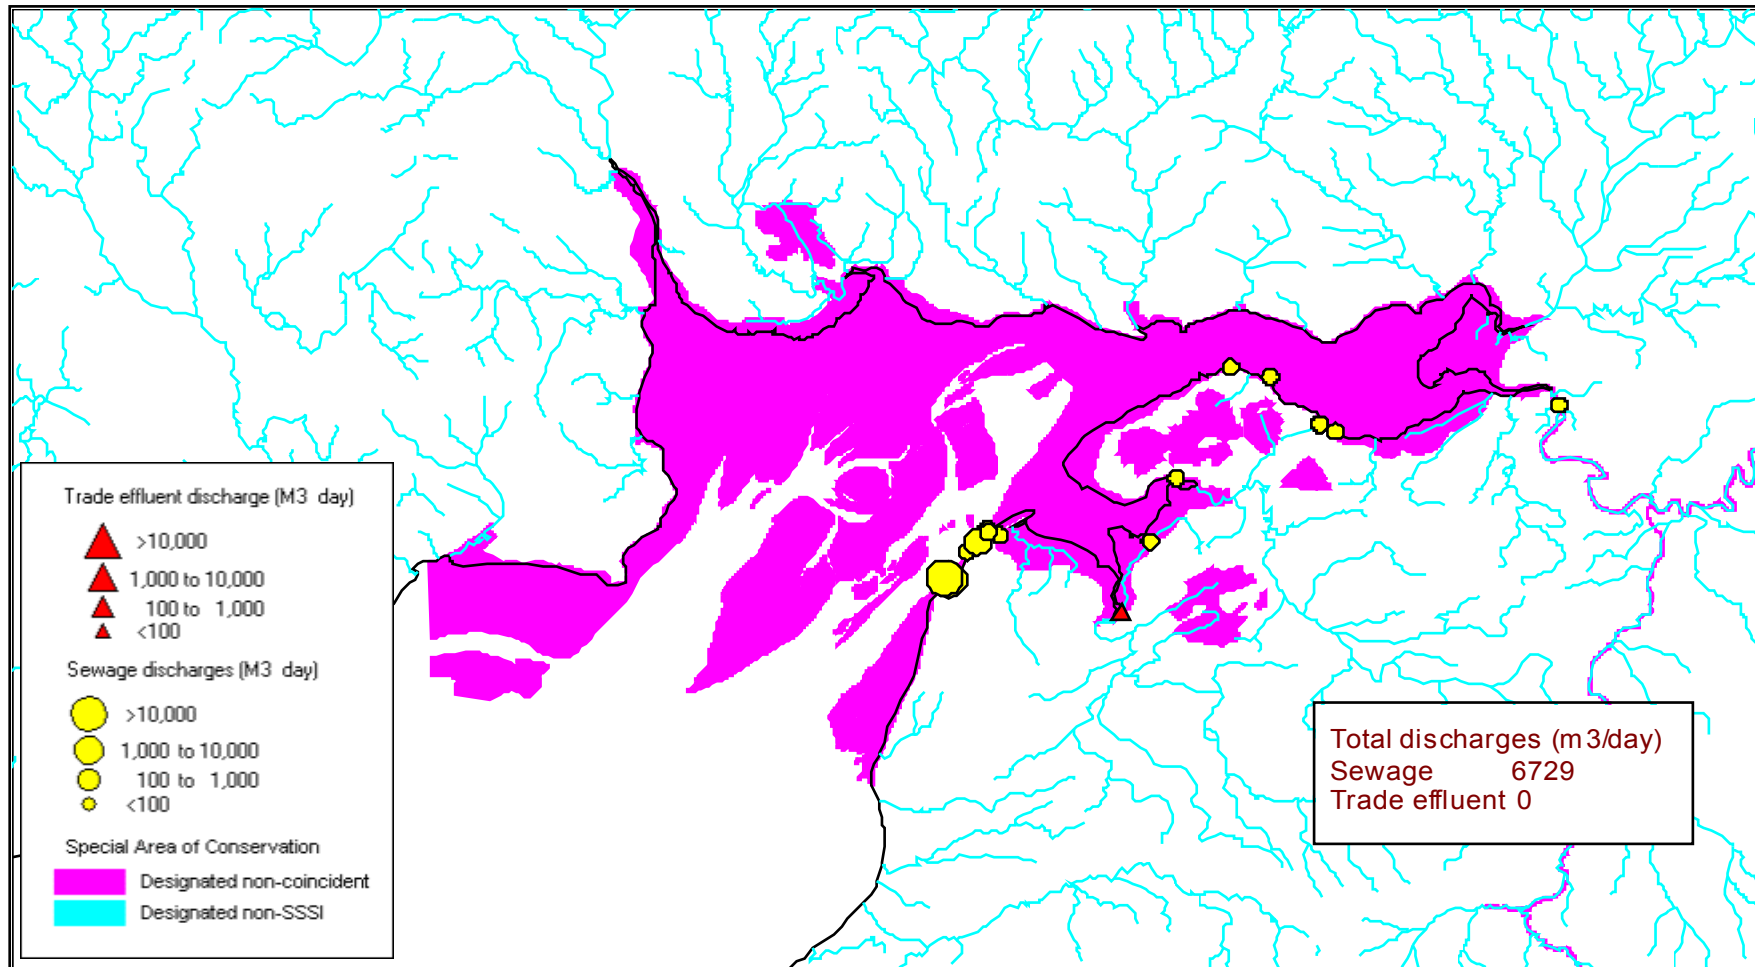 Trade effluent discharge (M3 day)
>10,000
1,000 to 10,000
100 to 1,000
<100
Sewage discharges (M3 day)
>10,000
1,000 to 10,000
100 to 1,000
<100
Special Area of Conservation
Designated non-coincident
Designated non-SSSI
Total discharges (m3/day)
Sewage 6729
Trade effluent 0